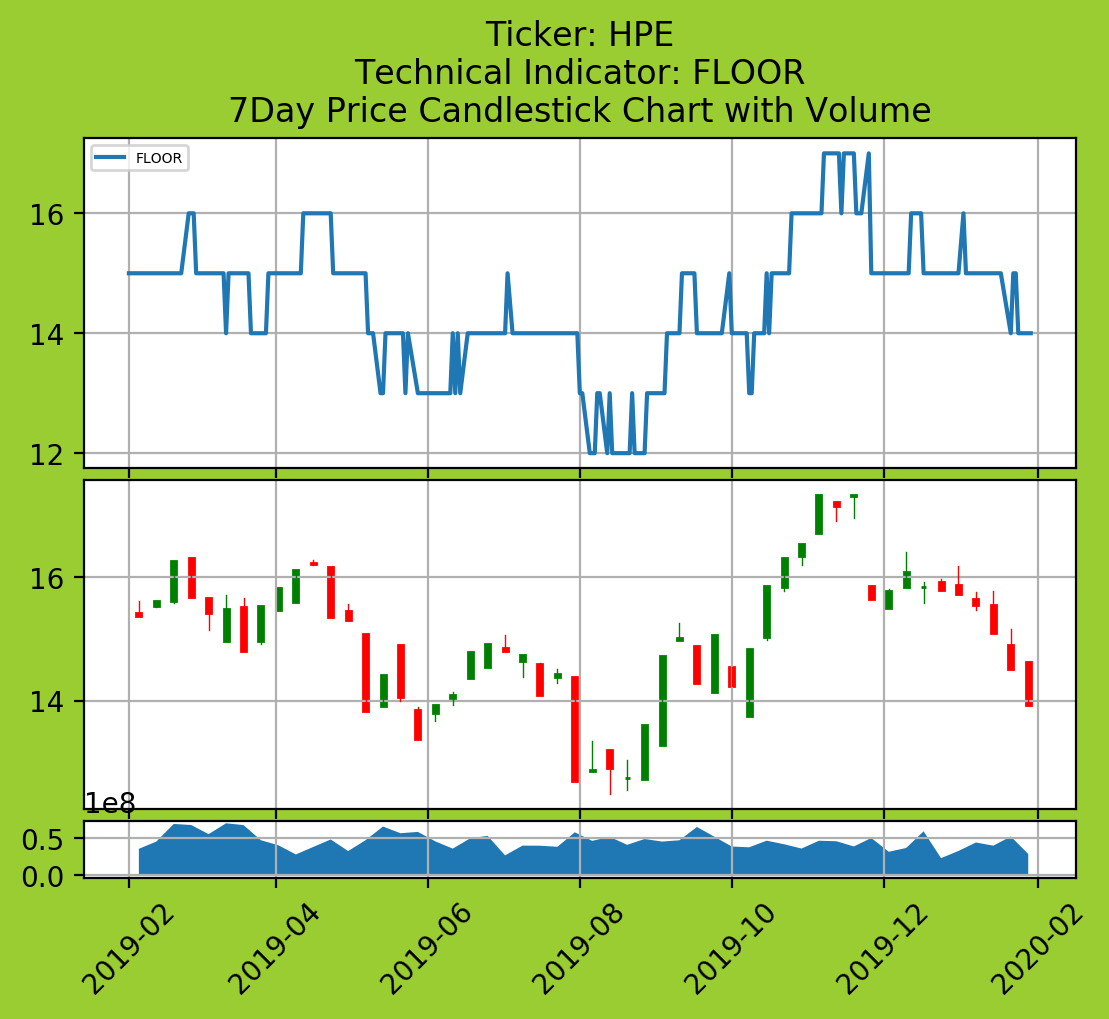 Ticker: HPE
Technical Indicator: FLOOR
7Day Price Candlestick Chart with Volume
FLOOR
16
14
12
16
14
1e8
0.5
0.0
2019-02
2019-04
2019-06
2019-08
2019-10
2019-12
2020-02